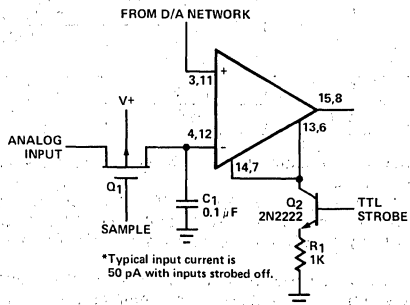 FROM D/A NETWORK
+
3,11
15,8
V+
13,6
ANALOG
INPUT
4,12
-
14,7
Q1
C1
0.1 µF
Q2
2N2222
TTL
STROBE
SAMPLE
R1
1K
*Typical input current is
50 pA with inputs strobed off.